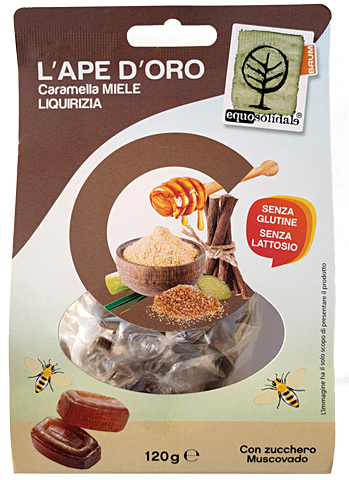 L'APE D'ORO
Caramella MIELE
LIQUIRIZIA
BAUM
equosolidale®
SENZA
GLUTINE
SENZA
LATTOSIO
L'immagine ha il solo scopo di presentare il prodotto
120g e
Con zucchero
Muscovado